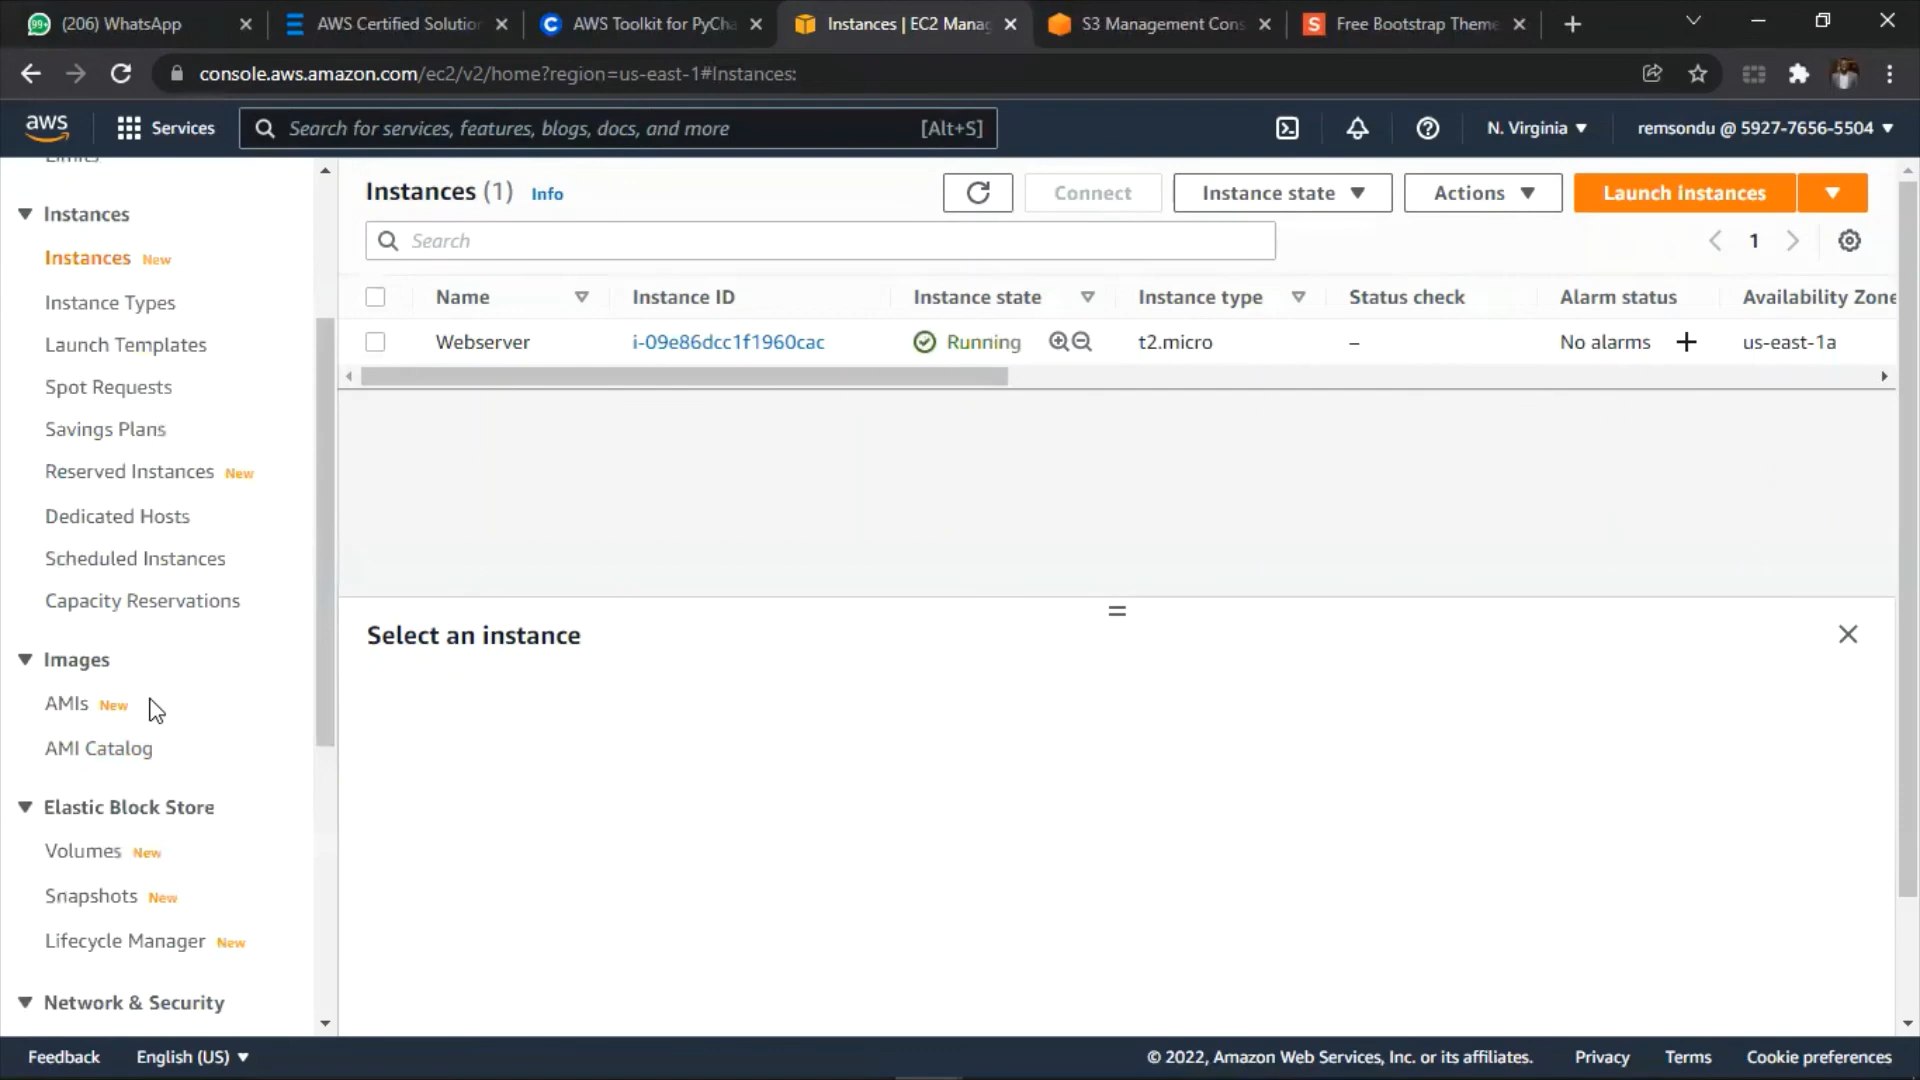 99+ (206) WhatsApp
AWS Certified Solution
AWS Toolkit for PyCha
Instances | EC2 Manag
S3 Management Cons
Free Bootstrap Theme
console.aws.amazon.com/ec2/v2/home?region=us-east-1#Instances:
aws Services Search for services, features, blogs, docs, and more [Alt+S] N. Virginia remsondu @ 5927-7656-5504
Limits
Instances
Instances New
Instance Types
Launch Templates
Spot Requests
Savings Plans
Reserved Instances New
Dedicated Hosts
Scheduled Instances
Capacity Reservations
Images
AMIs New
AMI Catalog
Elastic Block Store
Volumes New
Snapshots New
Lifecycle Manager New
Network & Security
Instances (1) Info Connect Instance state Actions Launch instances
Search 1
Name Instance ID Instance state Instance type Status check Alarm status Availability Zone
Webserver i-09e86dcc1f1960cac Running t2.micro – No alarms us-east-1a
Select an instance
Feedback English (US) © 2022, Amazon Web Services, Inc. or its affiliates. Privacy Terms Cookie preferences